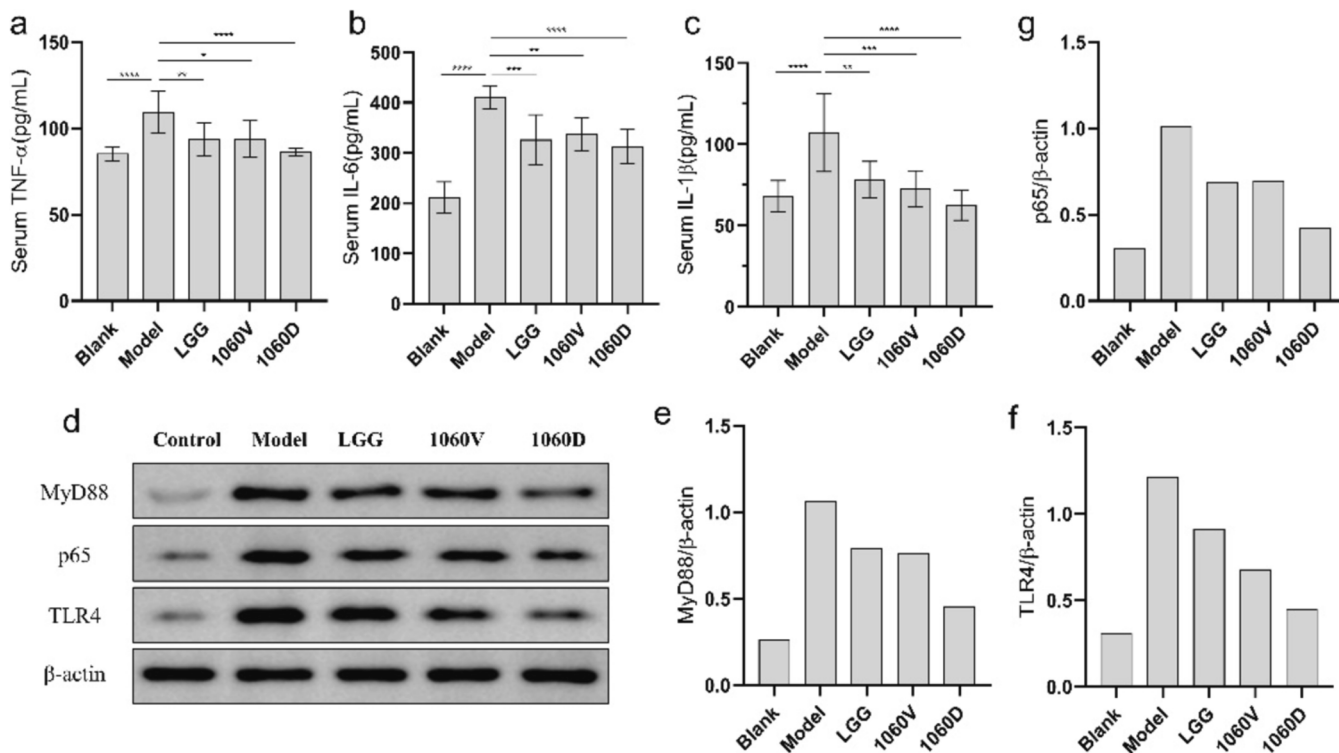 a
Serum TNF-α(pg/mL)
150
100
50
0
****
*
**** **
Blank Model LGG 1060V 1060D
b
Serum IL-6(pg/mL)
500
400
300
200
100
0
****
**
**** ***
Blank Model LGG 1060V 1060D
c
Serum IL-1β(pg/mL)
150
100
50
0
****
***
**** **
Blank Model LGG 1060V 1060D
g
p65/β-actin
1.5
1.0
0.5
0.0
Blank Model LGG 1060V 1060D
d
Control Model LGG 1060V 1060D
MyD88
p65
TLR4
β-actin
e
MyD88/β-actin
1.5
1.0
0.5
0.0
Blank Model LGG 1060V 1060D
f
TLR4/β-actin
1.5
1.0
0.5
0.0
Blank Model LGG 1060V 1060D